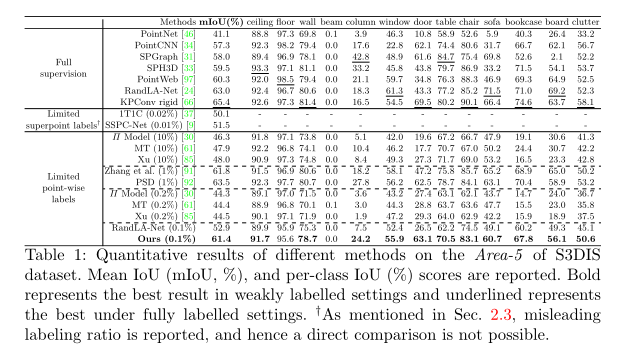 Methods mIoU(%) ceiling floor wall beam column window door table chair sofa bookcase board clutter
Full supervision
PointNet [46] 41.1 88.8 97.3 69.8 0.1 3.9 46.3 10.8 58.9 52.6 5.9 40.3 26.4 33.2
PointCNN [34] 57.3 92.3 98.2 79.4 0.0 17.6 22.8 62.1 74.4 80.6 31.7 66.7 62.1 56.7
SPGraph [31] 58.0 89.4 96.9 78.1 0.0 42.8 48.9 61.6 84.7 75.4 69.8 52.6 2.1 52.2
SPH3D [33] 59.5 93.3 97.1 81.1 0.0 33.2 45.8 43.8 79.7 86.9 33.2 71.5 54.1 53.7
PointWeb [97] 60.3 92.0 98.5 79.4 0.0 21.1 59.7 34.8 76.3 88.3 46.9 69.3 64.9 52.5
RandLA-Net [24] 63.0 92.4 96.7 80.6 0.0 18.3 61.3 43.3 77.2 85.2 71.5 71.0 69.2 52.3
KPConv rigid [66] 65.4 92.6 97.3 81.4 0.0 16.5 54.5 69.5 80.2 90.1 66.4 74.6 63.7 58.1
Limited superpoint labels†
1T1C (0.02%) [37] 50.1 - - - - - - - - - - - - -
SSPC-Net (0.01%) [9] 51.5 - - - - - - - - - - - - -
Limited point-wise labels
Π Model (10%) [30] 46.3 91.8 97.1 73.8 0.0 5.1 42.0 19.6 67.2 66.7 47.9 19.1 30.6 41.3
MT (10%) [61] 47.9 92.2 96.8 74.1 0.0 10.4 46.2 17.7 70.7 67.0 50.2 24.4 30.7 42.2
Xu (10%) [85] 48.0 90.9 97.3 74.8 0.0 8.4 49.3 27.3 71.7 69.0 53.2 16.5 23.3 42.8
Zhang et al. (1%) [91] 61.8 91.5 96.9 80.6 0.0 18.2 58.1 47.2 75.8 85.7 65.2 68.9 65.0 50.2
PSD (1%) [92] 63.5 92.3 97.7 80.7 0.0 27.8 56.2 62.5 78.7 84.1 63.1 70.4 58.9 53.2
Π Model (0.2%) [30] 44.3 89.1 97.0 71.5 0.0 3.6 43.2 27.4 63.1 62.1 43.7 14.7 24.0 36.7
MT (0.2%) [61] 44.4 88.9 96.8 70.1 0.1 3.0 44.3 28.8 63.7 63.6 47.7 15.5 23.0 35.8
Xu (0.2%) [85] 44.5 90.1 97.1 71.9 0.0 1.9 47.2 29.3 64.0 62.9 42.2 15.9 18.9 37.5
RandLA-Net (0.1%) 52.9 89.9 95.9 75.3 0.0 7.5 52.4 26.5 62.2 74.5 49.1 60.2 49.3 45.1
Ours (0.1%) 61.4 91.7 95.6 78.7 0.0 24.2 55.9 63.1 70.5 83.1 60.7 67.8 56.1 50.6
Table 1: Quantitative results of different methods on the Area-5 of S3DIS
dataset. Mean IoU (mIoU, %), and per-class IoU (%) scores are reported. Bold
represents the best result in weakly labelled settings and underlined represents
the best under fully labelled settings. †As mentioned in Sec. 2.3, misleading
labeling ratio is reported, and hence a direct comparison is not possible.